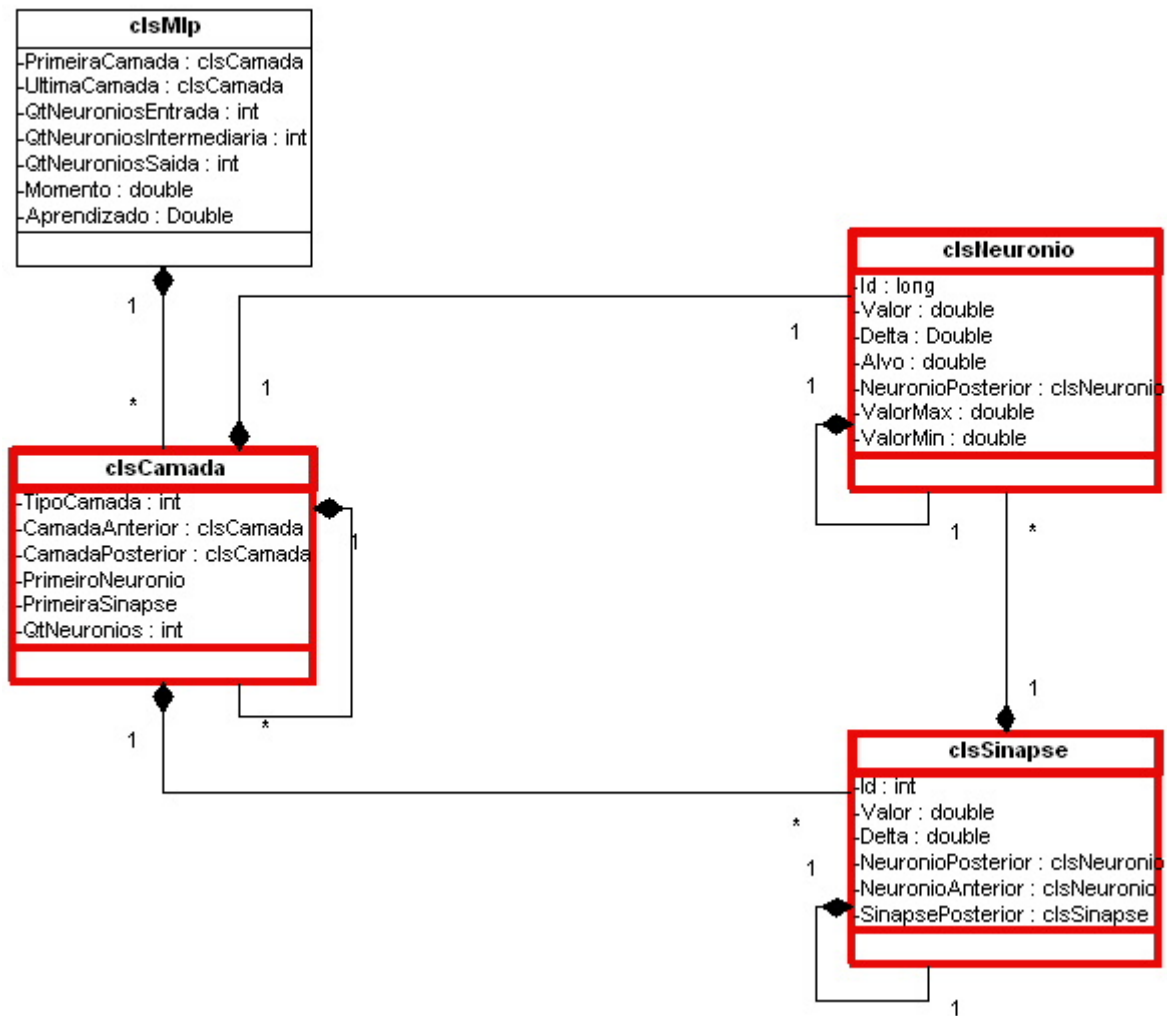 clsMlp
-PrimeiraCamada : clsCamada
-UltimaCamada : clsCamada
-QtNeuroniosEntrada : int
-QtNeuroniosIntermediaria : int
-QtNeuroniosSaida : int
-Momento : double
-Aprendizado : Double
1
*
1
1
clsNeuronio
-Id : long
-Valor : double
-Delta : Double
-Alvo : double
-NeuronioPosterior : clsNeuronio
-ValorMax : double
-ValorMin : double
1
1
*
clsCamada
-TipoCamada : int
-CamadaAnterior : clsCamada
-CamadaPosterior : clsCamada
-PrimeiroNeuronio
-PrimeiraSinapse
-QtNeuronios : int
1
*
1
*
1
clsSinapse
-Id : int
-Valor : double
-Delta : double
-NeuronioPosterior : clsNeuronio
-NeuronioAnterior : clsNeuronio
-SinapsePosterior : clsSinapse
1
1